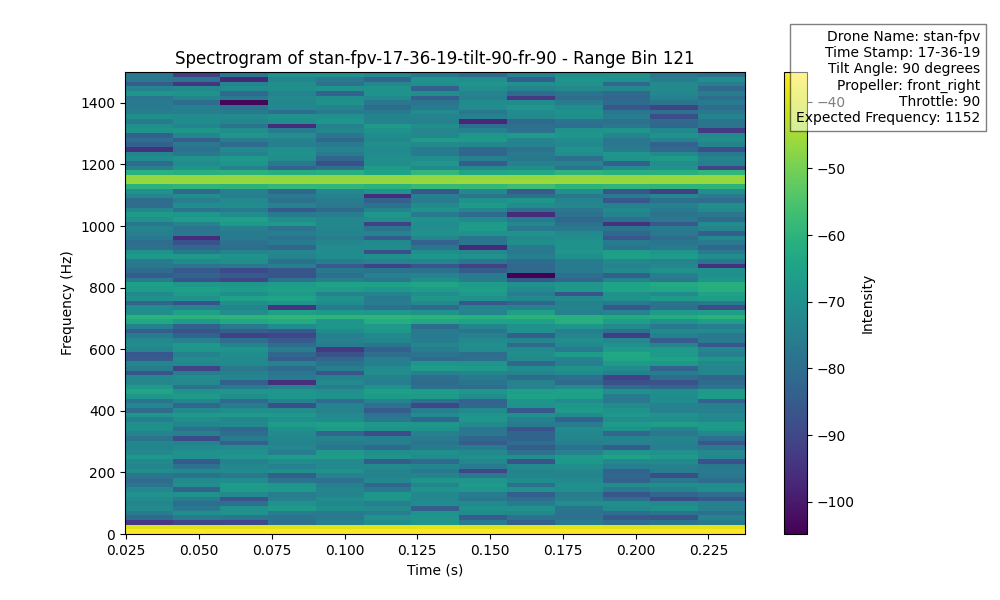 Spectrogram of stan-fpv-17-36-19-tilt-90-fr-90 - Range Bin 121
Drone Name: stan-fpv
Time Stamp: 17-36-19
Tilt Angle: 90 degrees
Propeller: front_right
Throttle: 90
Expected Frequency: 1152
Frequency (Hz)
1400
1200
1000
800
600
400
200
0
0.025
0.050
0.075
0.100
0.125
0.150
0.175
0.200
0.225
Time (s)
−40
−50
−60
−70
−80
−90
−100
Intensity